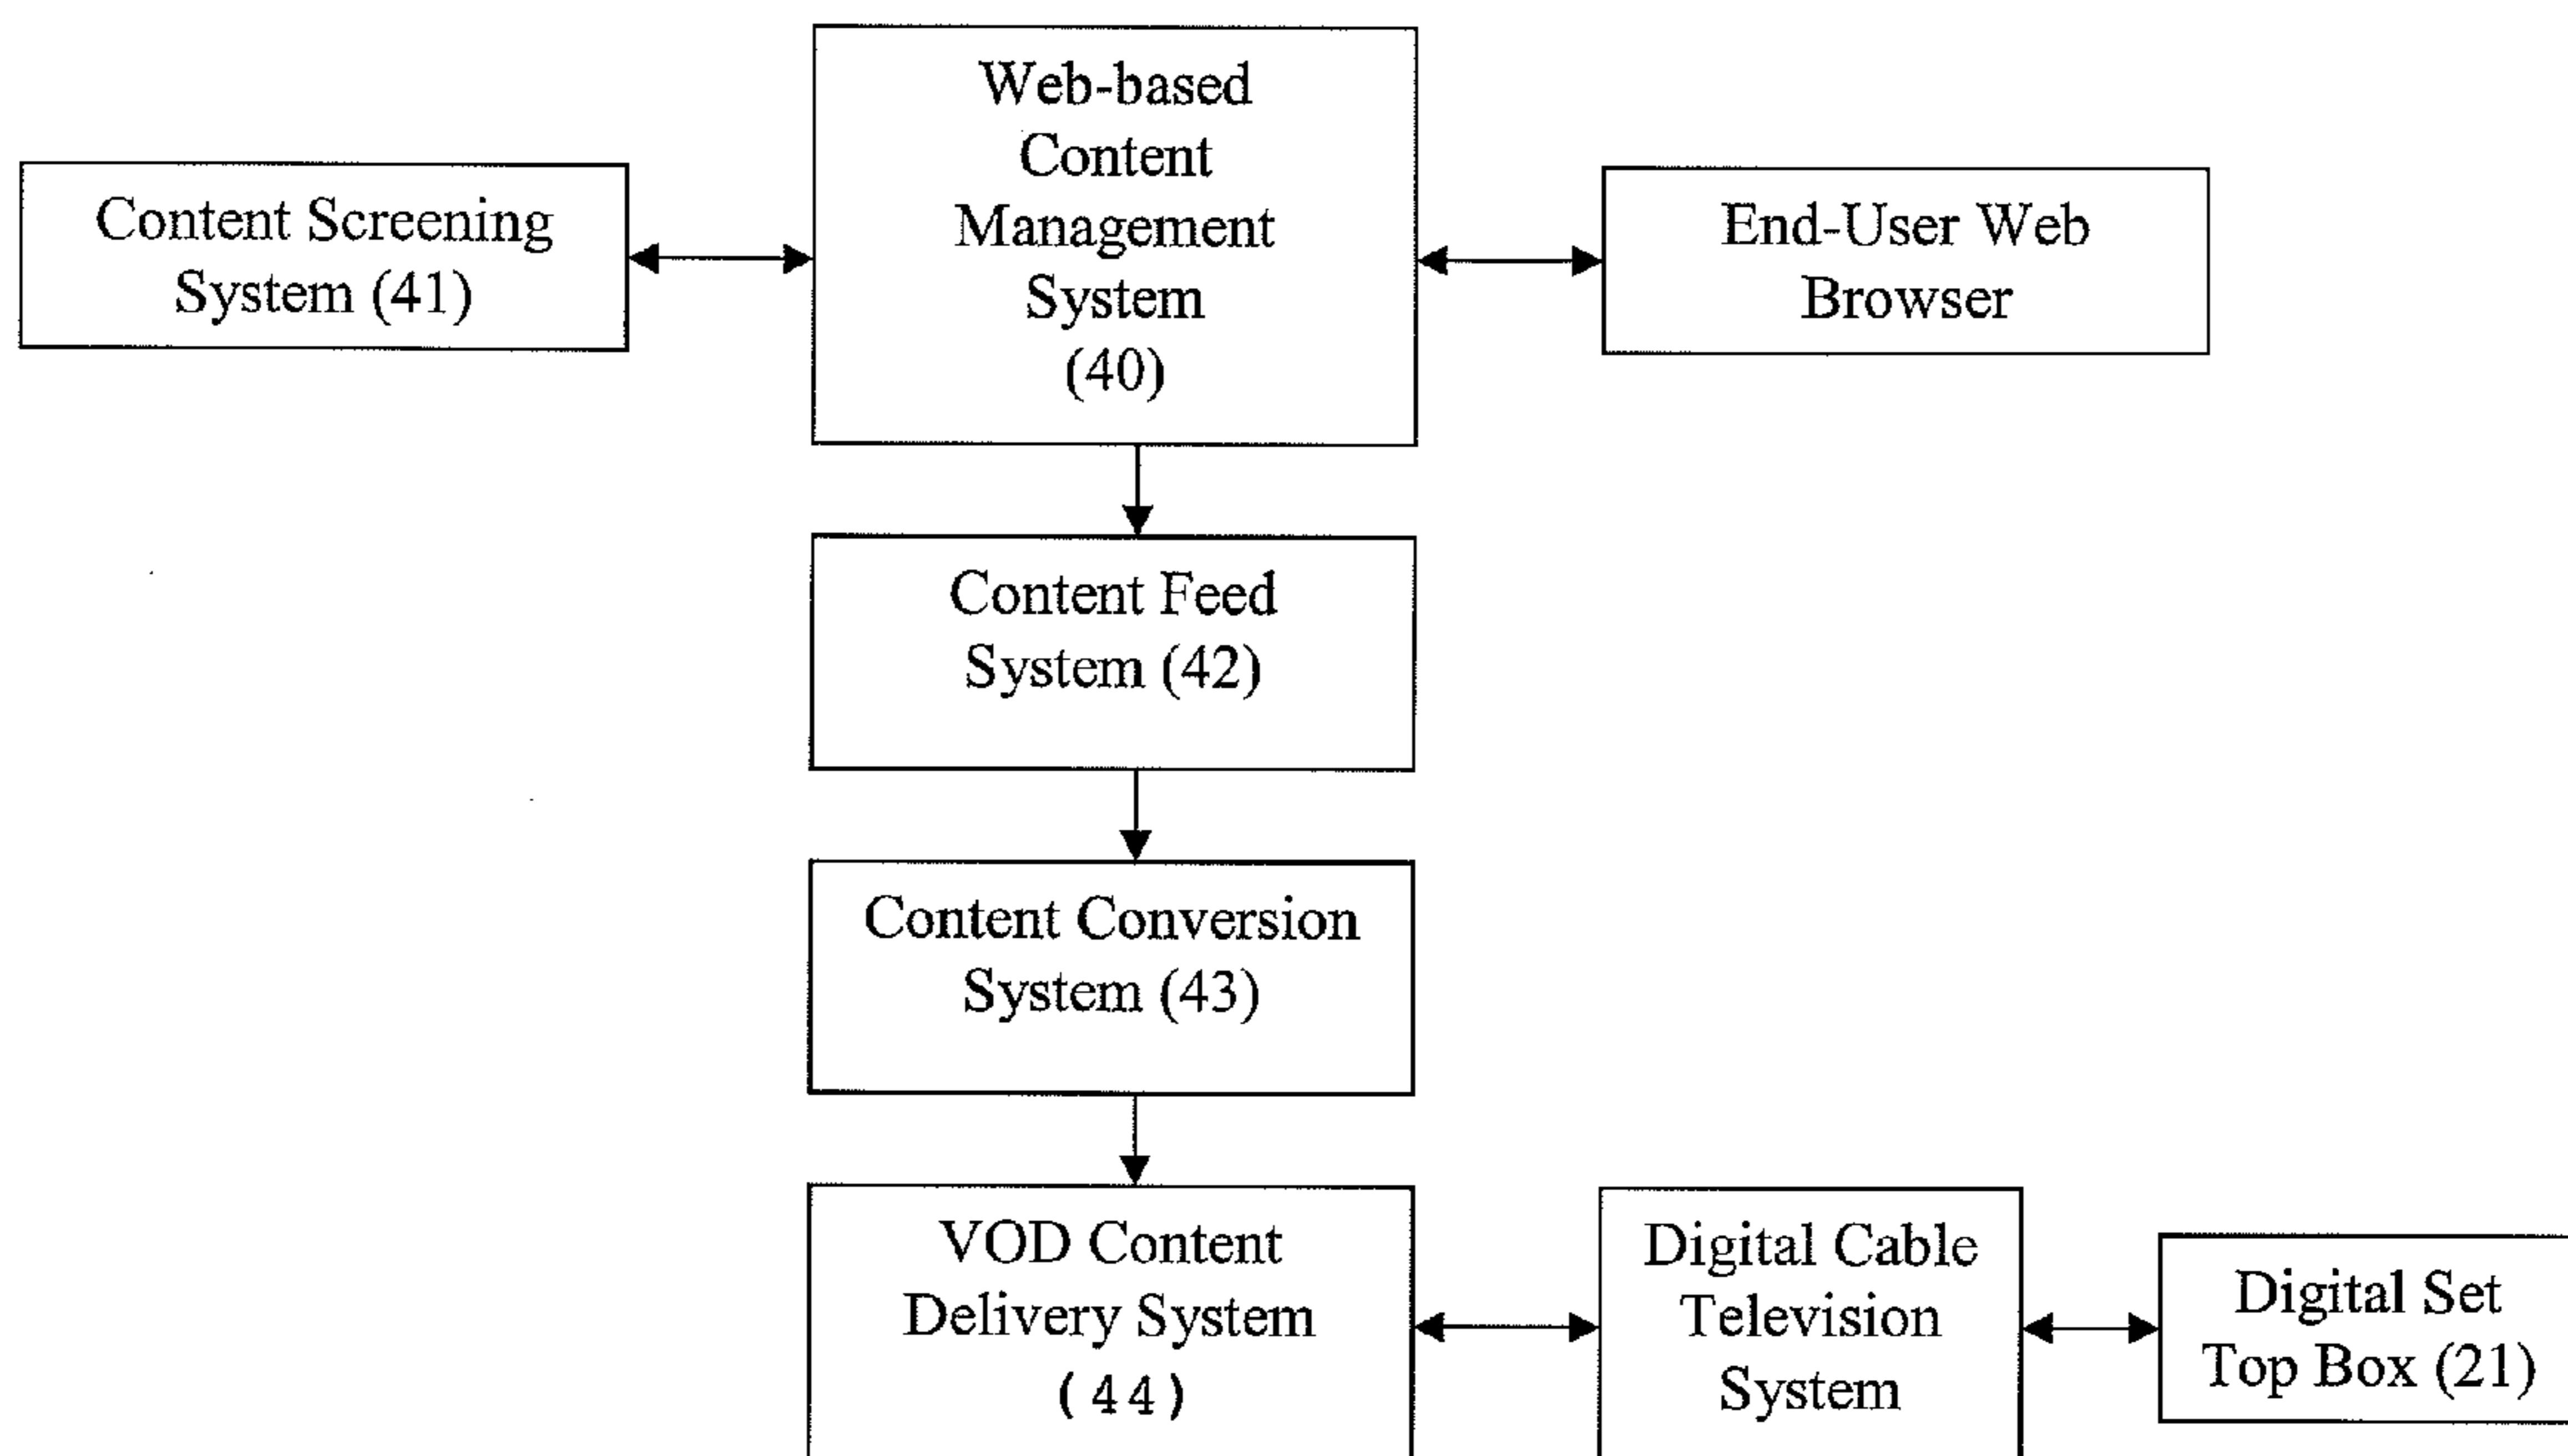 Web-based
Content
Management
System
(40)
Content Screening
System (41)
End-User Web
Browser
Content Feed
System (42)
Content Conversion
System (43)
VOD Content
Delivery System
(44)
Digital Cable
Television
System
Digital Set
Top Box (21)